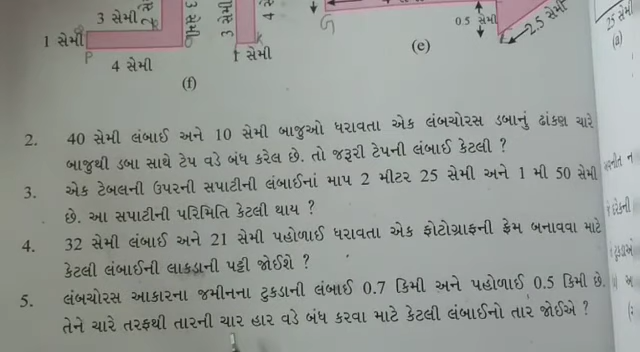 3 સેમી
3 સેમી
0.5 સેમી
2.5 સેમી
25 સેમી
1 સેમી
P
3 સેમી
સેમી
G
4 સેમી
(f)
(e)
(a)
2. 40 સેમી લંબાઈ અને 10 સેમી બાજુઓ ધરાવતા એક લંબચોરસ ડબાનું ઢાંકણ ચારે
બાજુથી ડબા સાથે ટેપ વડે બંધ કરેલ છે. તો જરૂરી ટેપની લંબાઈ કેટલી ?
3. એક ટેબલની ઉપરની સપાટીની લંબાઈનાં માપ 2 મીટર 25 સેમી અને 1 મી 50 સેમી
છે. આ સપાટીની પરિમિતિ કેટલી થાય ?
4. 32 સેમી લંબાઈ અને 21 સેમી પહોળાઈ ધરાવતા એક ફોટોગ્રાફની ફ્રેમ બનાવવા માટે
કેટલી લંબાઈની લાકડાની પટ્ટી જોઈશે ?
5. લંબચોરસ આકારના જમીનના ટુકડાની લંબાઈ 0.7 કિમી અને પહોળાઈ 0.5 કિમી છે.
તેને ચારે તરફથી તારની ચાર હાર વડે બંધ કરવા માટે કેટલી લંબાઈનો તાર જોઈએ ?